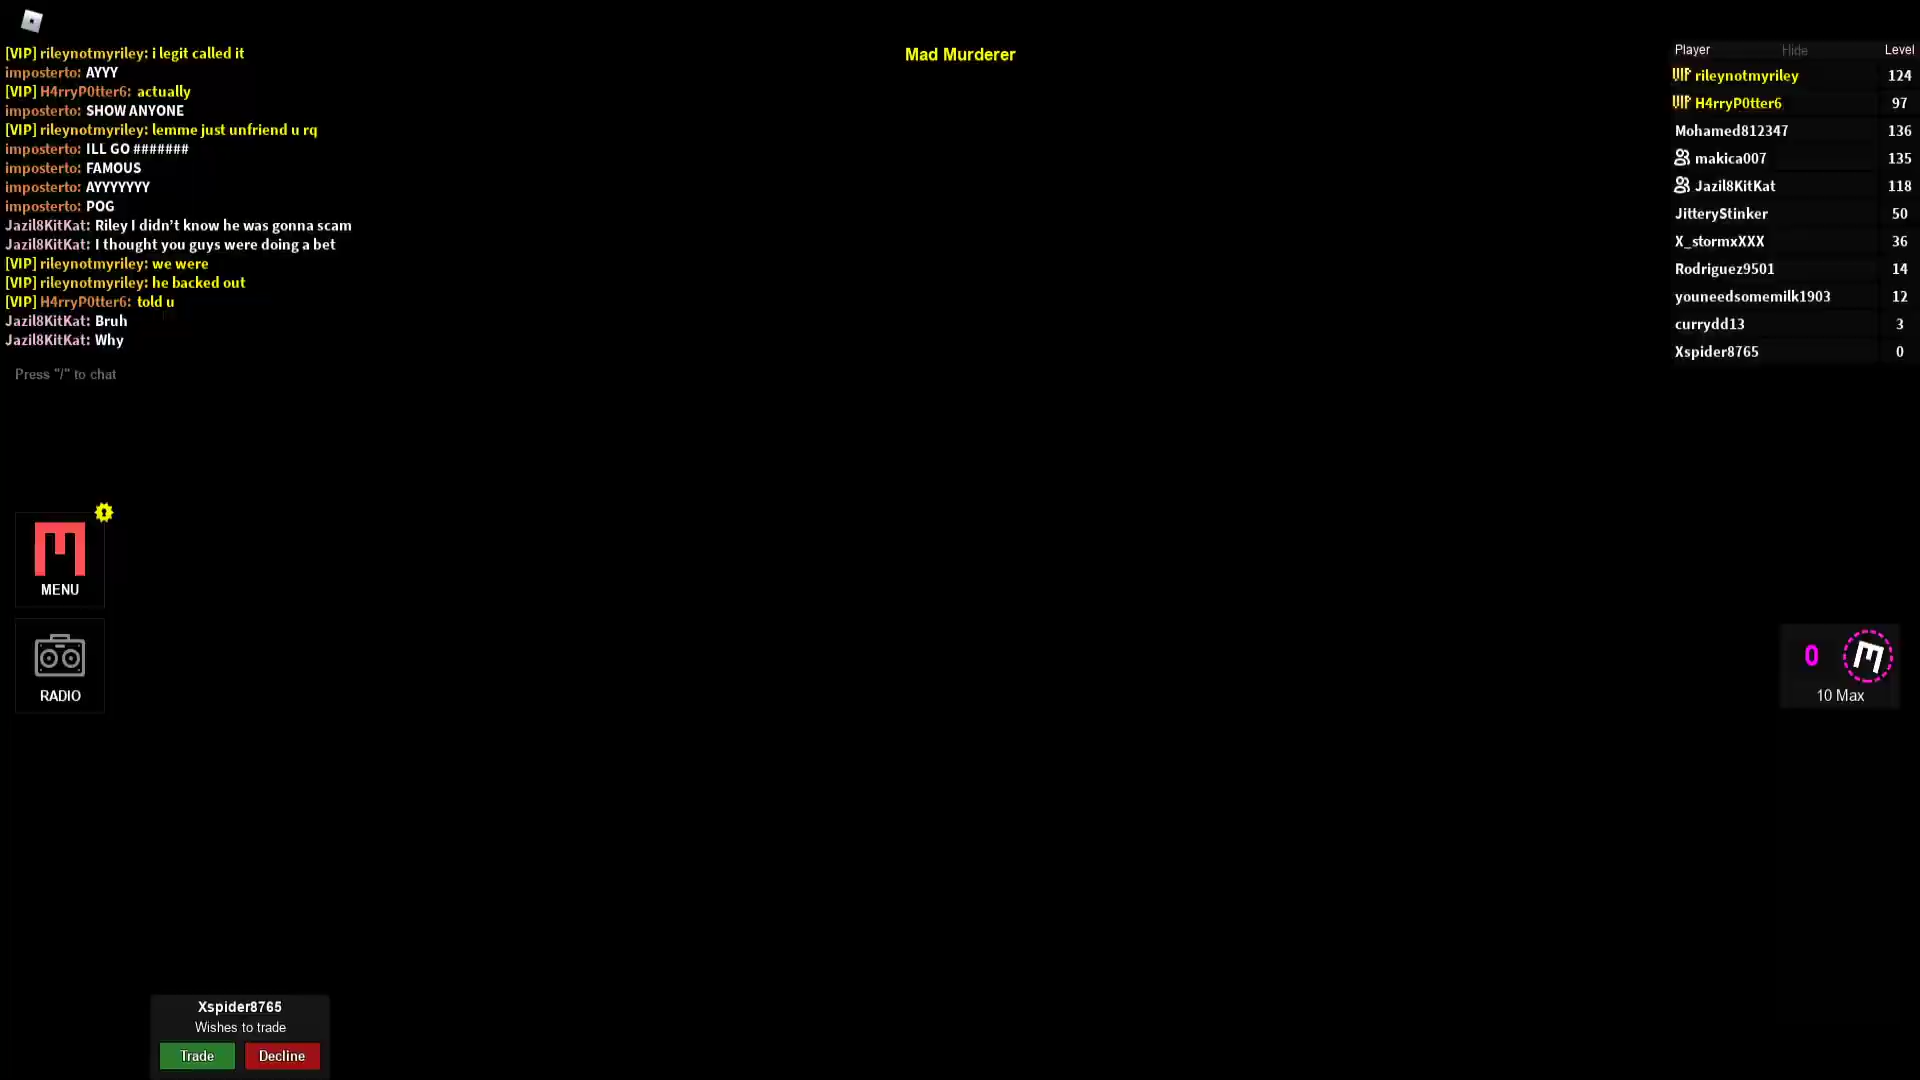 [VIP] rileynotmyriley: i legit called it
imposterto: AYYY
[VIP] H4rryP0tter6: actually
imposterto: SHOW ANYONE
[VIP] rileynotmyriley: lemme just unfriend u rq
imposterto: ILL GO #######
imposterto: FAMOUS
imposterto: AYYYYYYY
imposterto: POG
Jazil8KitKat: Riley I didn’t know he was gonna scam
Jazil8KitKat: I thought you guys were doing a bet
[VIP] rileynotmyriley: we were
[VIP] rileynotmyriley: he backed out
[VIP] H4rryP0tter6: told u
Jazil8KitKat: Bruh
Jazil8KitKat: Why
Press "/" to chat
Mad Murderer
Player Hide Level
VIP rileynotmyriley 124
VIP H4rryP0tter6 97
Mohamed812347 136
makica007 135
Jazil8KitKat 118
JitteryStinker 50
X_stormxXX 36
Rodriguez9501 14
youneedsomemilk1903 12
currydd13 3
Xspider8765 0
MENU
RADIO
0
10 Max
Xspider8765
Wishes to trade
Trade Decline